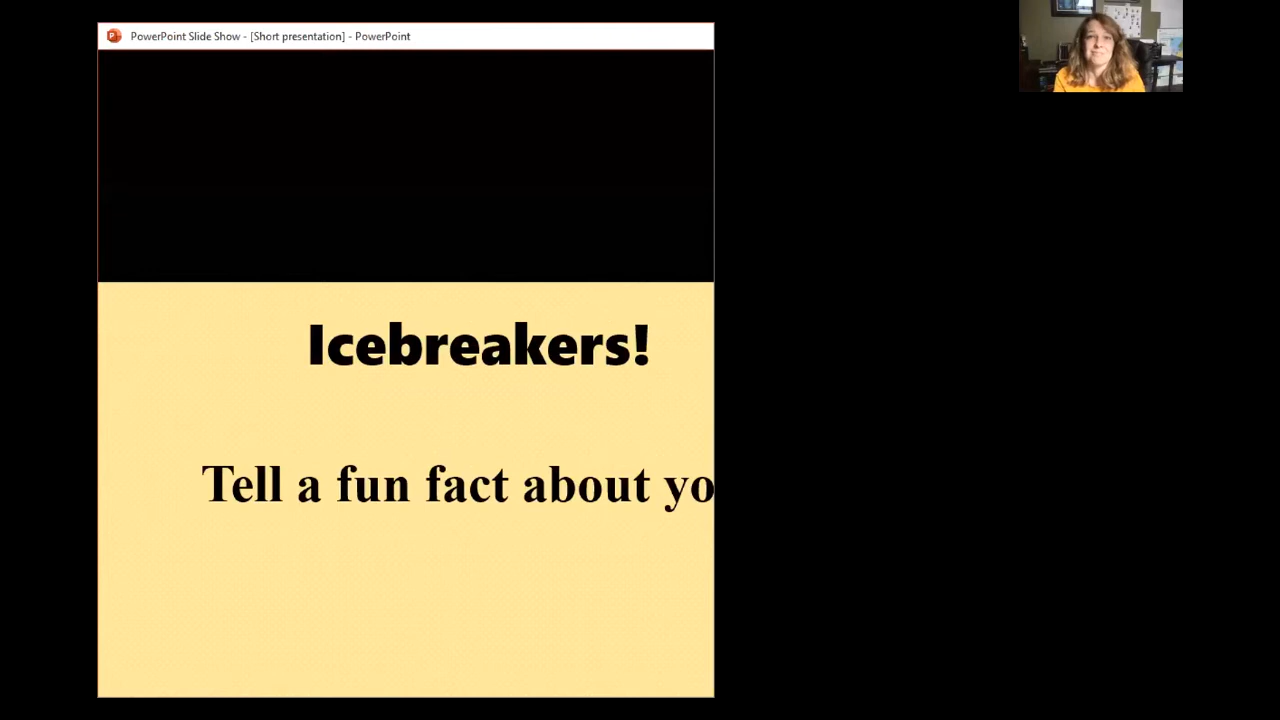 PowerPoint Slide Show - [Short presentation] - PowerPoint
Icebreakers!
Tell a fun fact about yo